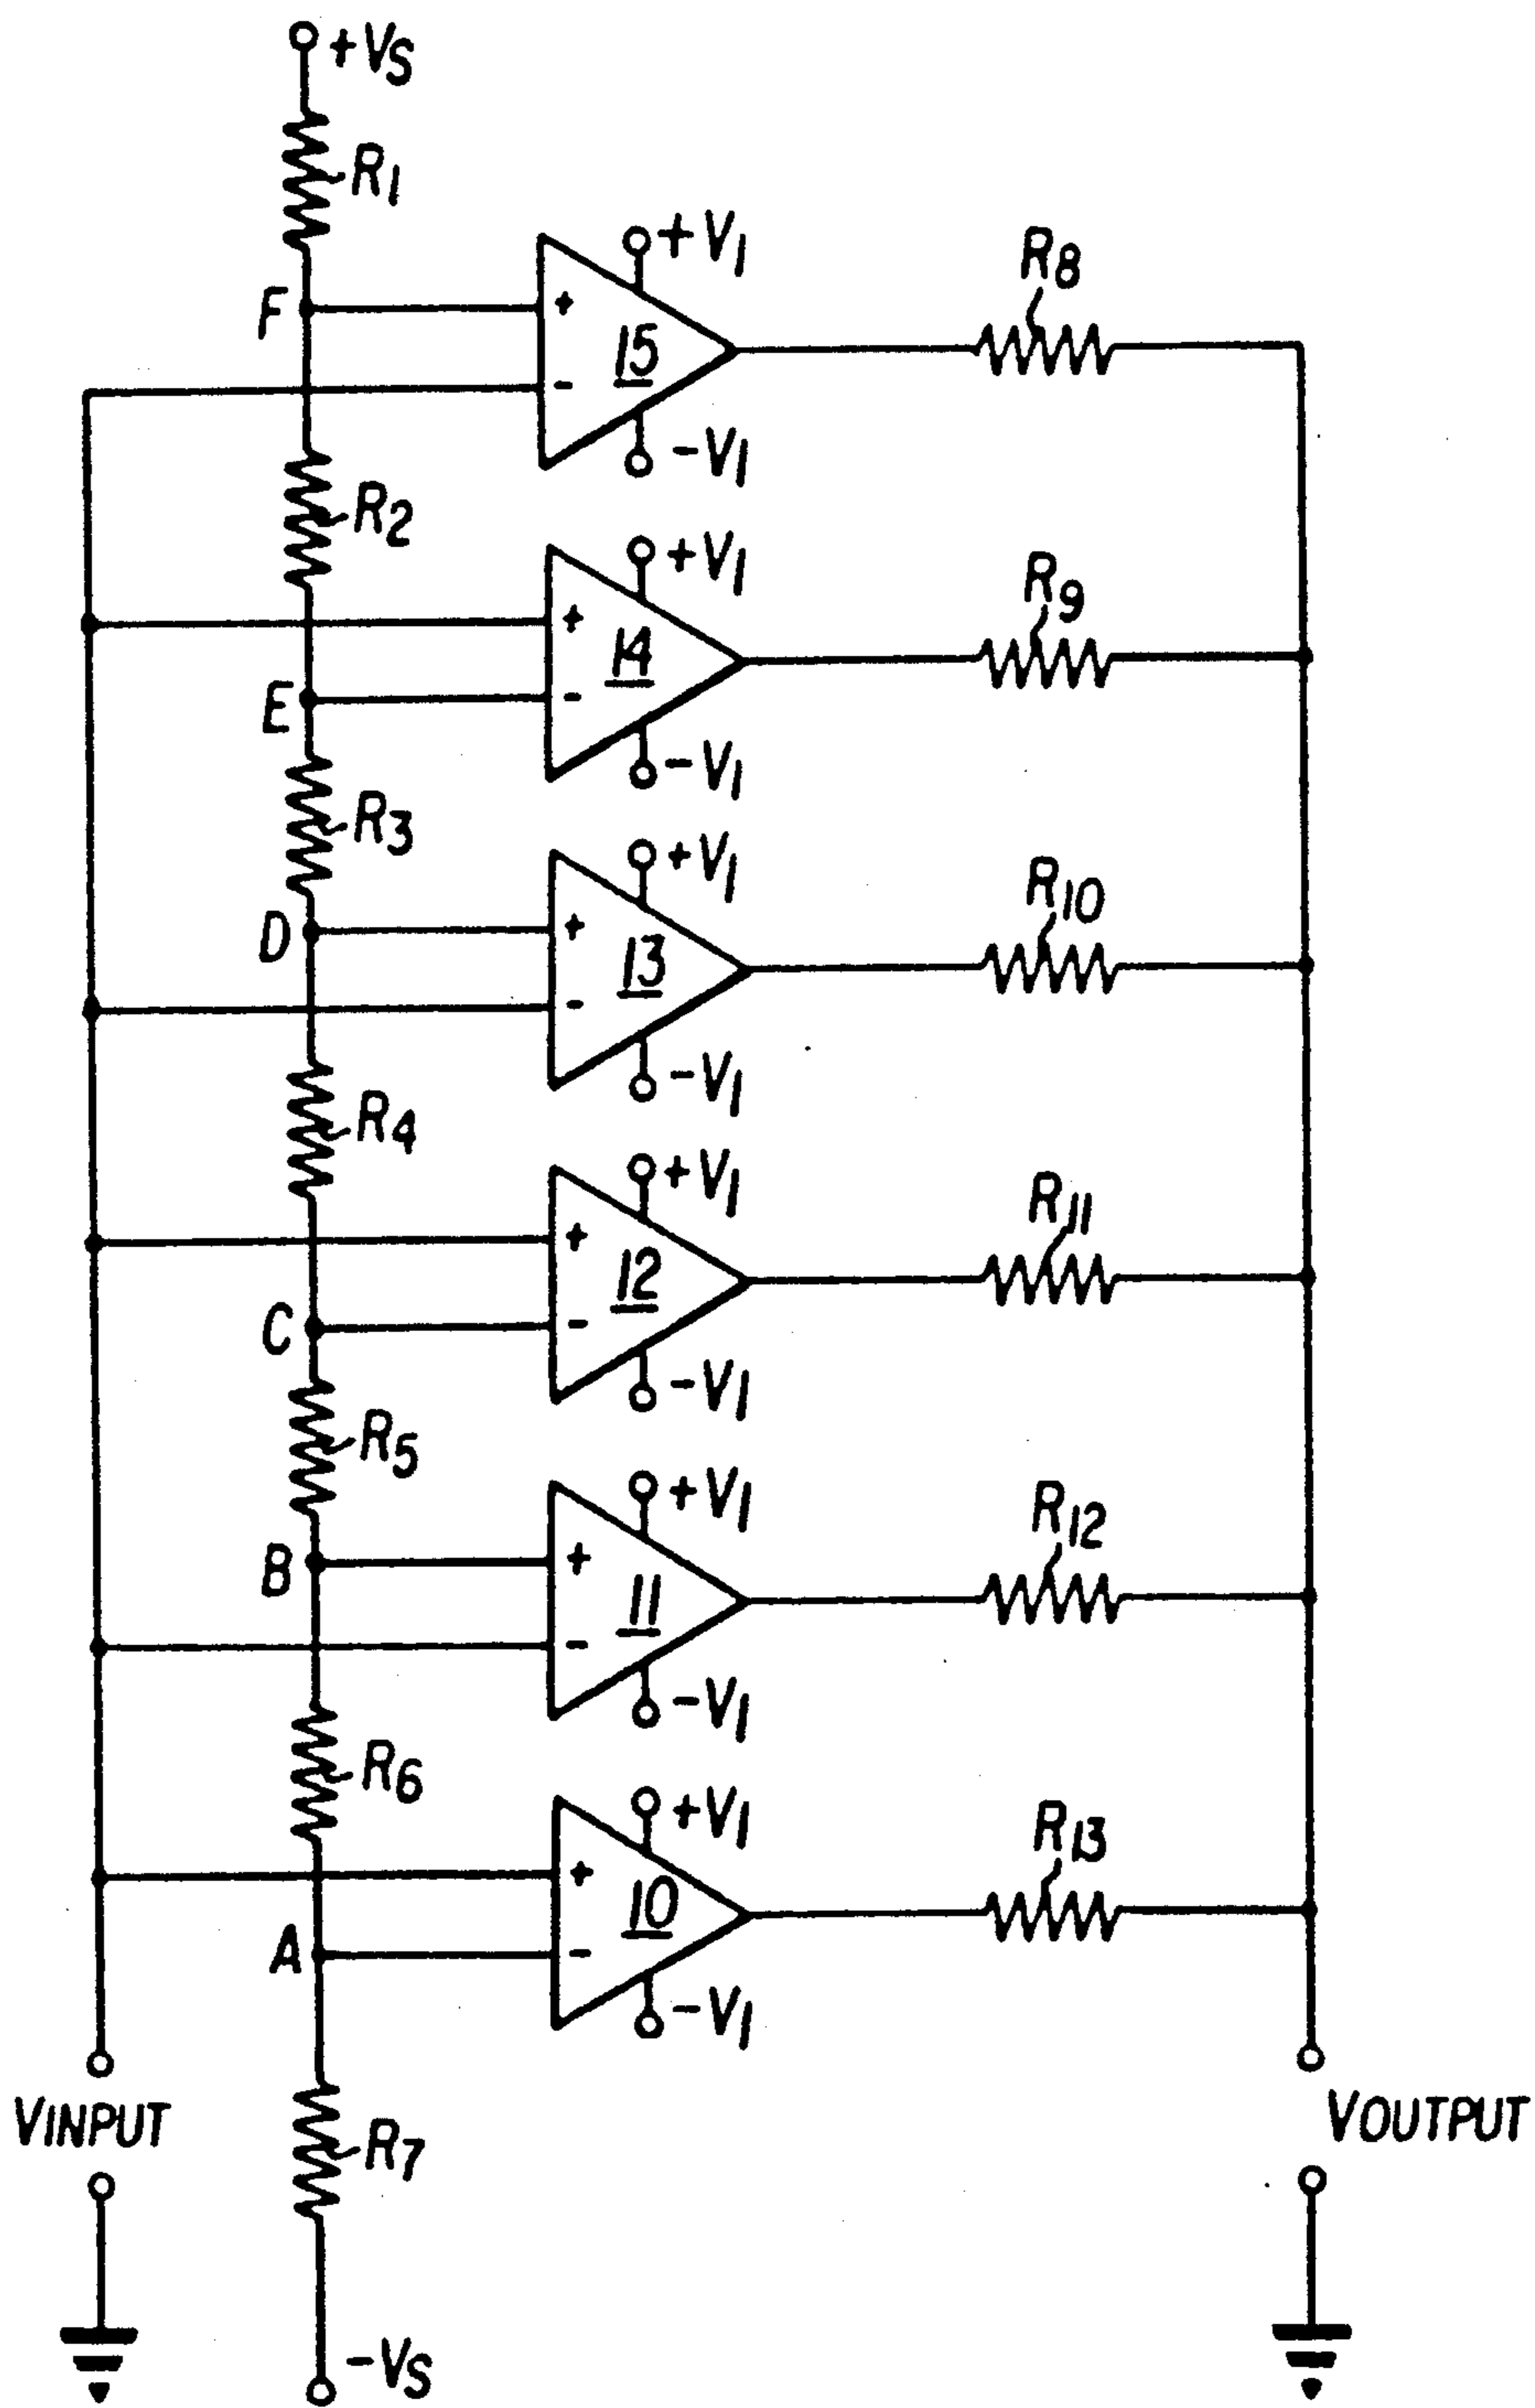 +VS
R1
+V1
R8
F
+
15
-
-V1
R2
+V1
R9
+
14
E
-
-V1
R3
+V1
R10
D
+
13
-
-V1
R4
+V1
R11
+
12
C
-
-V1
R5
+V1
R12
B
+
11
-
-V1
R6
+V1
R13
+
10
A
-
-V1
VINPUT
VOUTPUT
R7
-VS